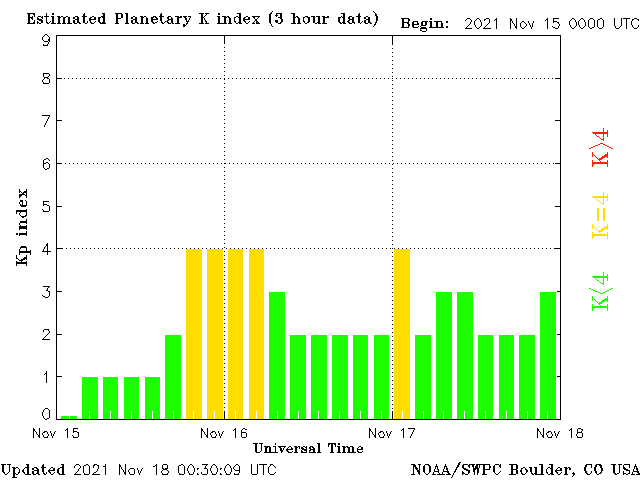 Estimated Planetary K index (3 hour data) Begin: 2021 Nov 15 0000 UTC
9
8
7
6
5
4
3
2
1
0
Kp index
K>4
K=4
K<4
Nov 15 Nov 16 Nov 17 Nov 18
Universal Time
Updated 2021 Nov 18 00:30:09 UTC NOAA/SWPC Boulder, CO USA